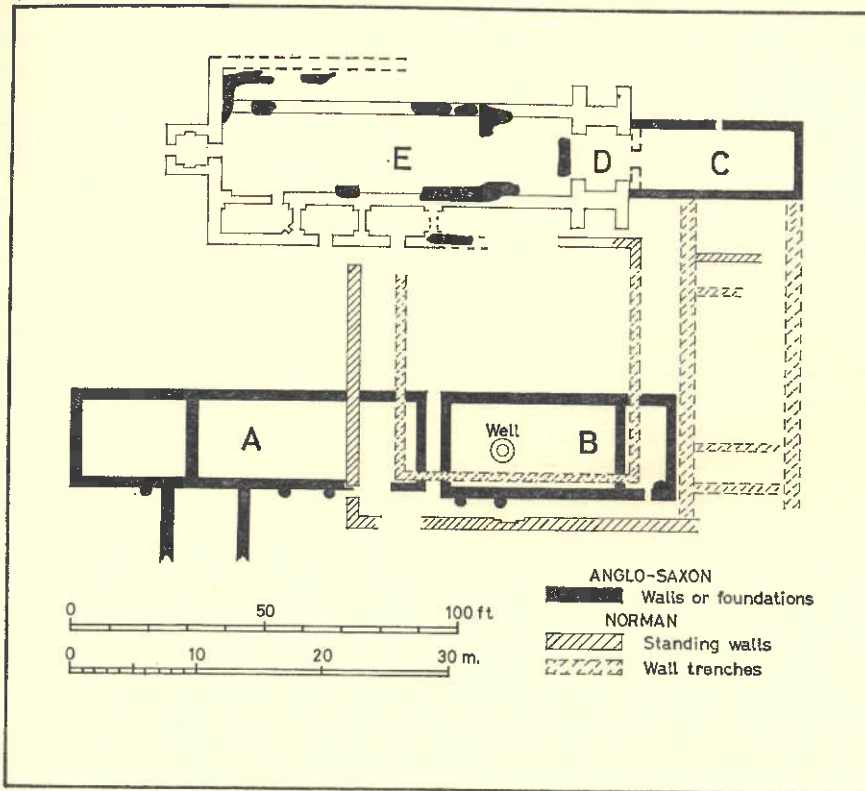 E
D
C
A
Well
B
ANGLO-SAXON
Walls or foundations
NORMAN
Standing walls
Wall trenches
0 50 100 ft
0 10 20 30 m.